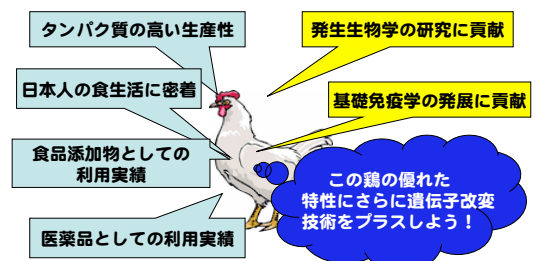 タンパク質の高い生産性
日本人の食生活に密着
食品添加物としての
利用実績
医薬品としての利用実績
発生生物学の研究に貢献
基礎免疫学の発展に貢献
この鶏の優れた
特性にさらに遺伝子改変
技術をプラスしよう！